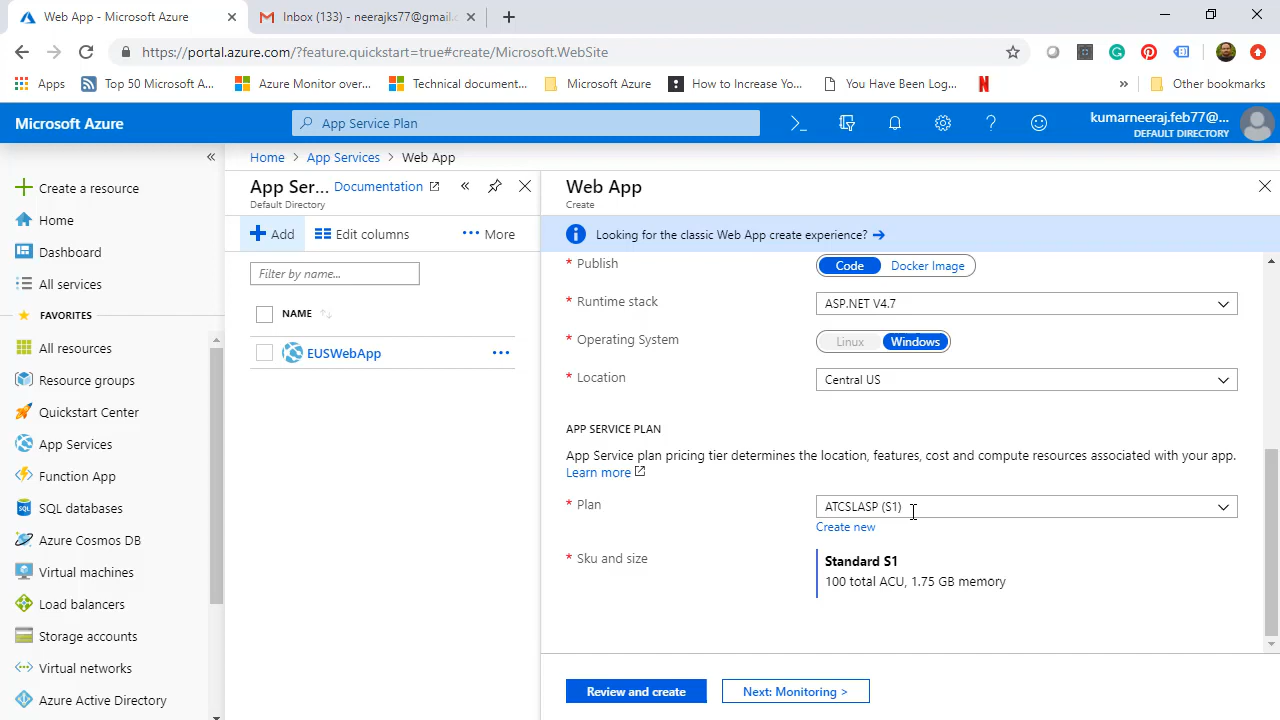 Web App - Microsoft Azure
Inbox (133) - neerajks77@gmail.c
https://portal.azure.com/?feature.quickstart=true#create/Microsoft.WebSite
Apps
Top 50 Microsoft A...
Azure Monitor over...
Technical document...
Microsoft Azure
How to Increase Yo...
You Have Been Log...
N
»
Other bookmarks
Microsoft Azure
App Service Plan
kumarneeraj.feb77@...
DEFAULT DIRECTORY
«
Create a resource
Home
Dashboard
All services
FAVORITES
All resources
Resource groups
Quickstart Center
App Services
Function App
SQL databases
Azure Cosmos DB
Virtual machines
Load balancers
Storage accounts
Virtual networks
Azure Active Directory
Home > App Services > Web App
App Ser... Documentation
Default Directory
Add
Edit columns
More
Filter by name...
NAME
EUSWebApp
Web App
Create
Looking for the classic Web App create experience?
* Publish
Code Docker Image
* Runtime stack
ASP.NET V4.7
* Operating System
Linux Windows
* Location
Central US
APP SERVICE PLAN
App Service plan pricing tier determines the location, features, cost and compute resources associated with your app.
Learn more
* Plan
ATCSLASP (S1)
Create new
* Sku and size
Standard S1
100 total ACU, 1.75 GB memory
Review and create
Next: Monitoring >